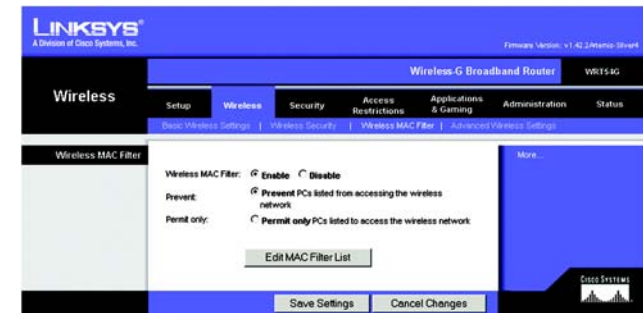 LINKSYS®
A Division of Cisco Systems, Inc.
Firmware Version: v1.42.2
Wireless-G Broadband Router WRT54G
Wireless
Setup Wireless Security Access Restrictions Applications & Gaming Administration Status
Basic Wireless Settings | Wireless Security | Wireless MAC Filter | Advanced Wireless Settings
Wireless MAC Filter
More...
Wireless MAC Filter: Enable Disable
Prevent: Prevent PCs listed from accessing the wireless
network
Permit only: Permit only PCs listed to access the wireless network
Edit MAC Filter List
CISCO SYSTEMS
Save Settings Cancel Changes